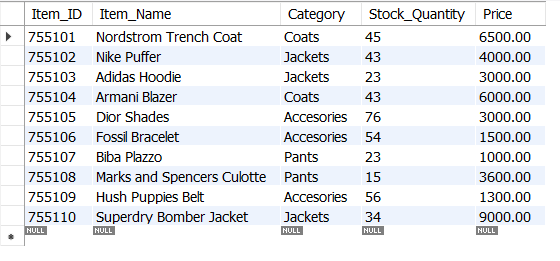 Item_ID Item_Name Category Stock_Quantity Price
755101 Nordstrom Trench Coat Coats 45 6500.00
755102 Nike Puffer Jackets 43 4000.00
755103 Adidas Hoodie Jackets 23 3000.00
755104 Armani Blazer Coats 43 6000.00
755105 Dior Shades Accesories 76 3000.00
755106 Fossil Bracelet Accesories 54 1500.00
755107 Biba Plazzo Pants 23 1000.00
755108 Marks and Spencers Culotte Pants 15 3600.00
755109 Hush Puppies Belt Accesories 56 1300.00
755110 Superdry Bomber Jacket Jackets 34 9000.00
NULL NULL NULL NULL NULL